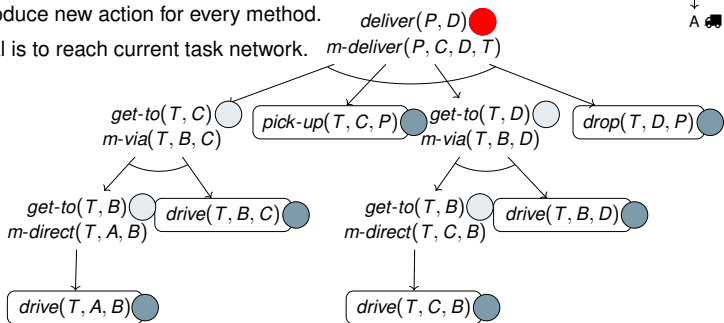 oduce new action for every method.
al is to reach current task network.
deliver(P, D)
m-deliver(P, C, D, T)
A
get-to(T, C)
m-via(T, B, C)
pick-up(T, C, P)
get-to(T, D)
m-via(T, B, D)
drop(T, D, P)
get-to(T, B)
m-direct(T, A, B)
drive(T, B, C)
get-to(T, B)
m-direct(T, C, B)
drive(T, B, D)
drive(T, A, B)
drive(T, C, B)